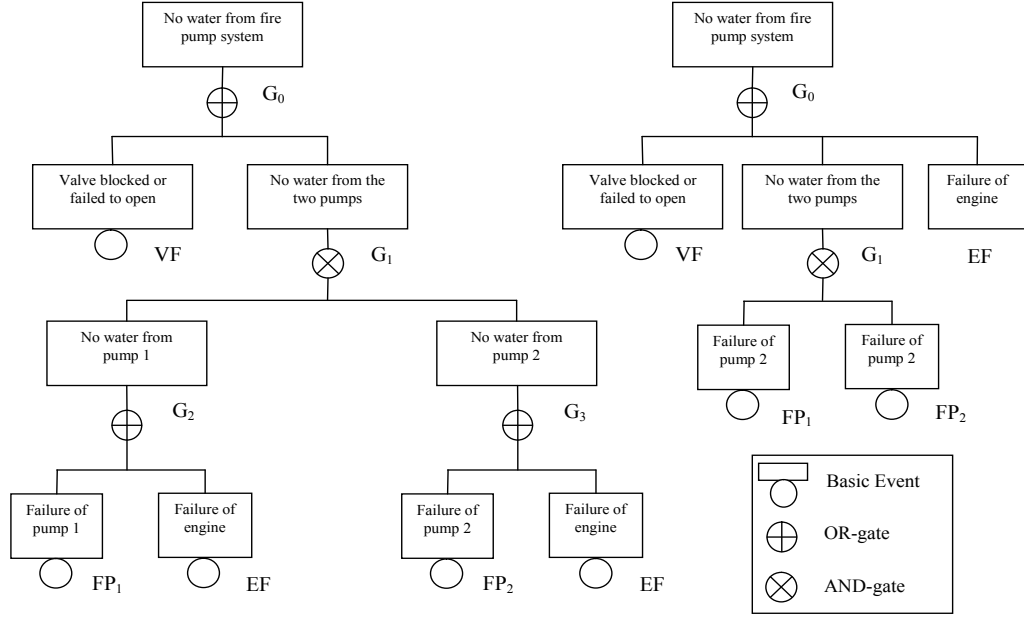 No water from fire
pump system
G0
Valve blocked or
failed to open
VF
No water from the
two pumps
G1
No water from
pump 1
G2
No water from
pump 2
G3
Failure of
pump 1
FP1
Failure of
engine
EF
Failure of
pump 2
FP2
Failure of
engine
EF
No water from fire
pump system
G0
Valve blocked or
failed to open
VF
No water from the
two pumps
G1
Failure of
engine
EF
Failure of
pump 2
FP1
Failure of
pump 2
FP2
Basic Event
OR-gate
AND-gate